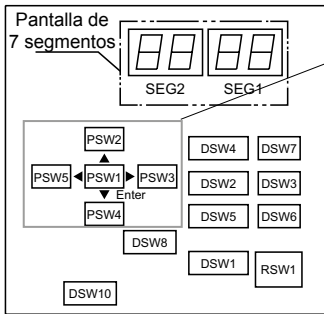 Pantalla de
7 segmentos
SEG2 SEG1
PSW2
PSW5 PSW1 PSW3
Enter
PSW4
DSW4 DSW7
DSW2 DSW3
DSW5 DSW6
DSW8
DSW1 RSW1
DSW10